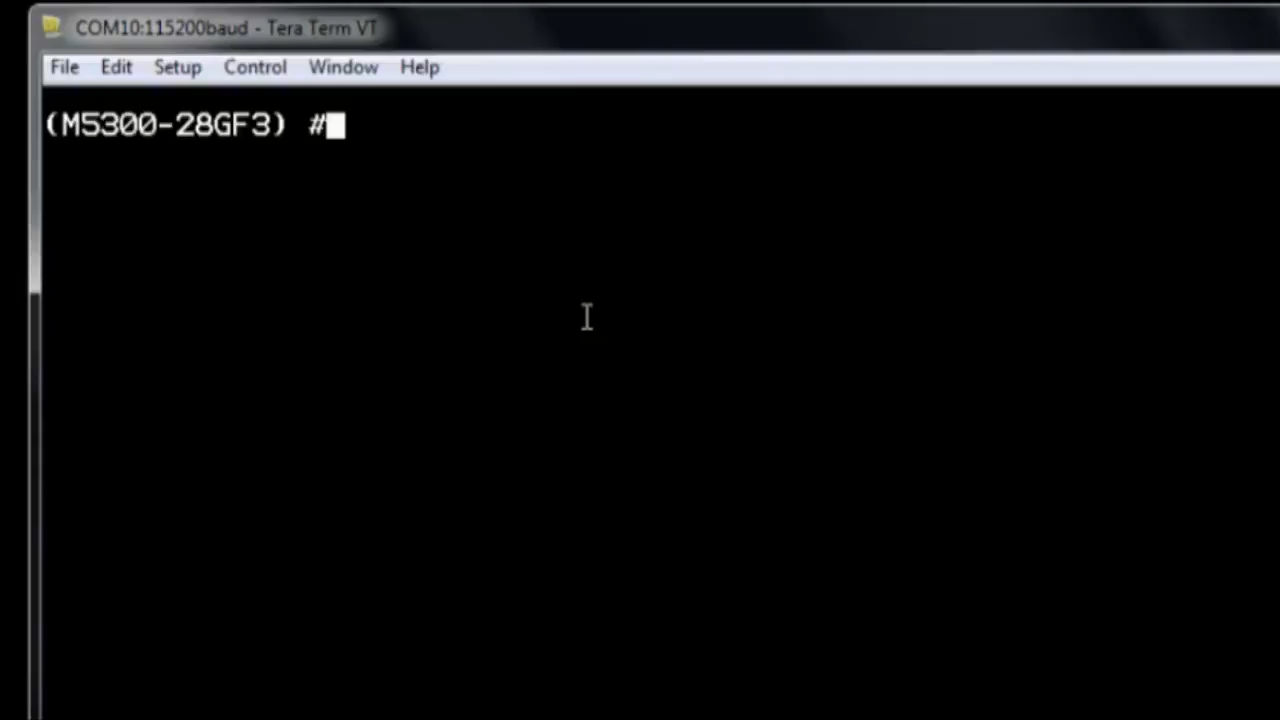 COM10:115200baud - Tera Term VT
File Edit Setup Control Window Help
(M5300-28GF3) #